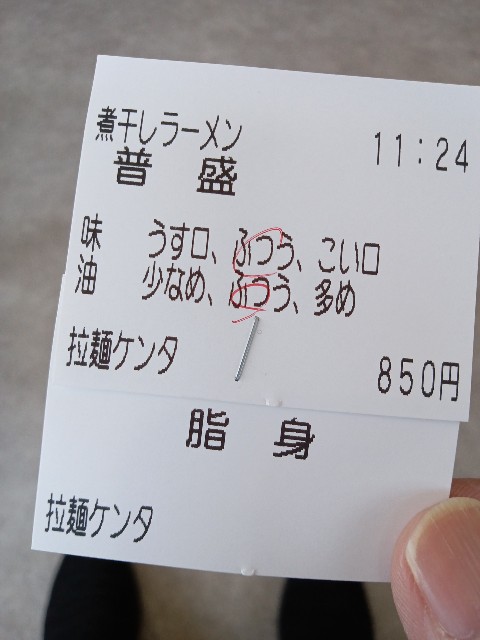 煮干しラーメン 11:24
普 盛
味 うす口、ふつう、こい口
油 少なめ、ふつう、多め
拉麺ケンタ 850円
脂 身
拉麺ケンタ